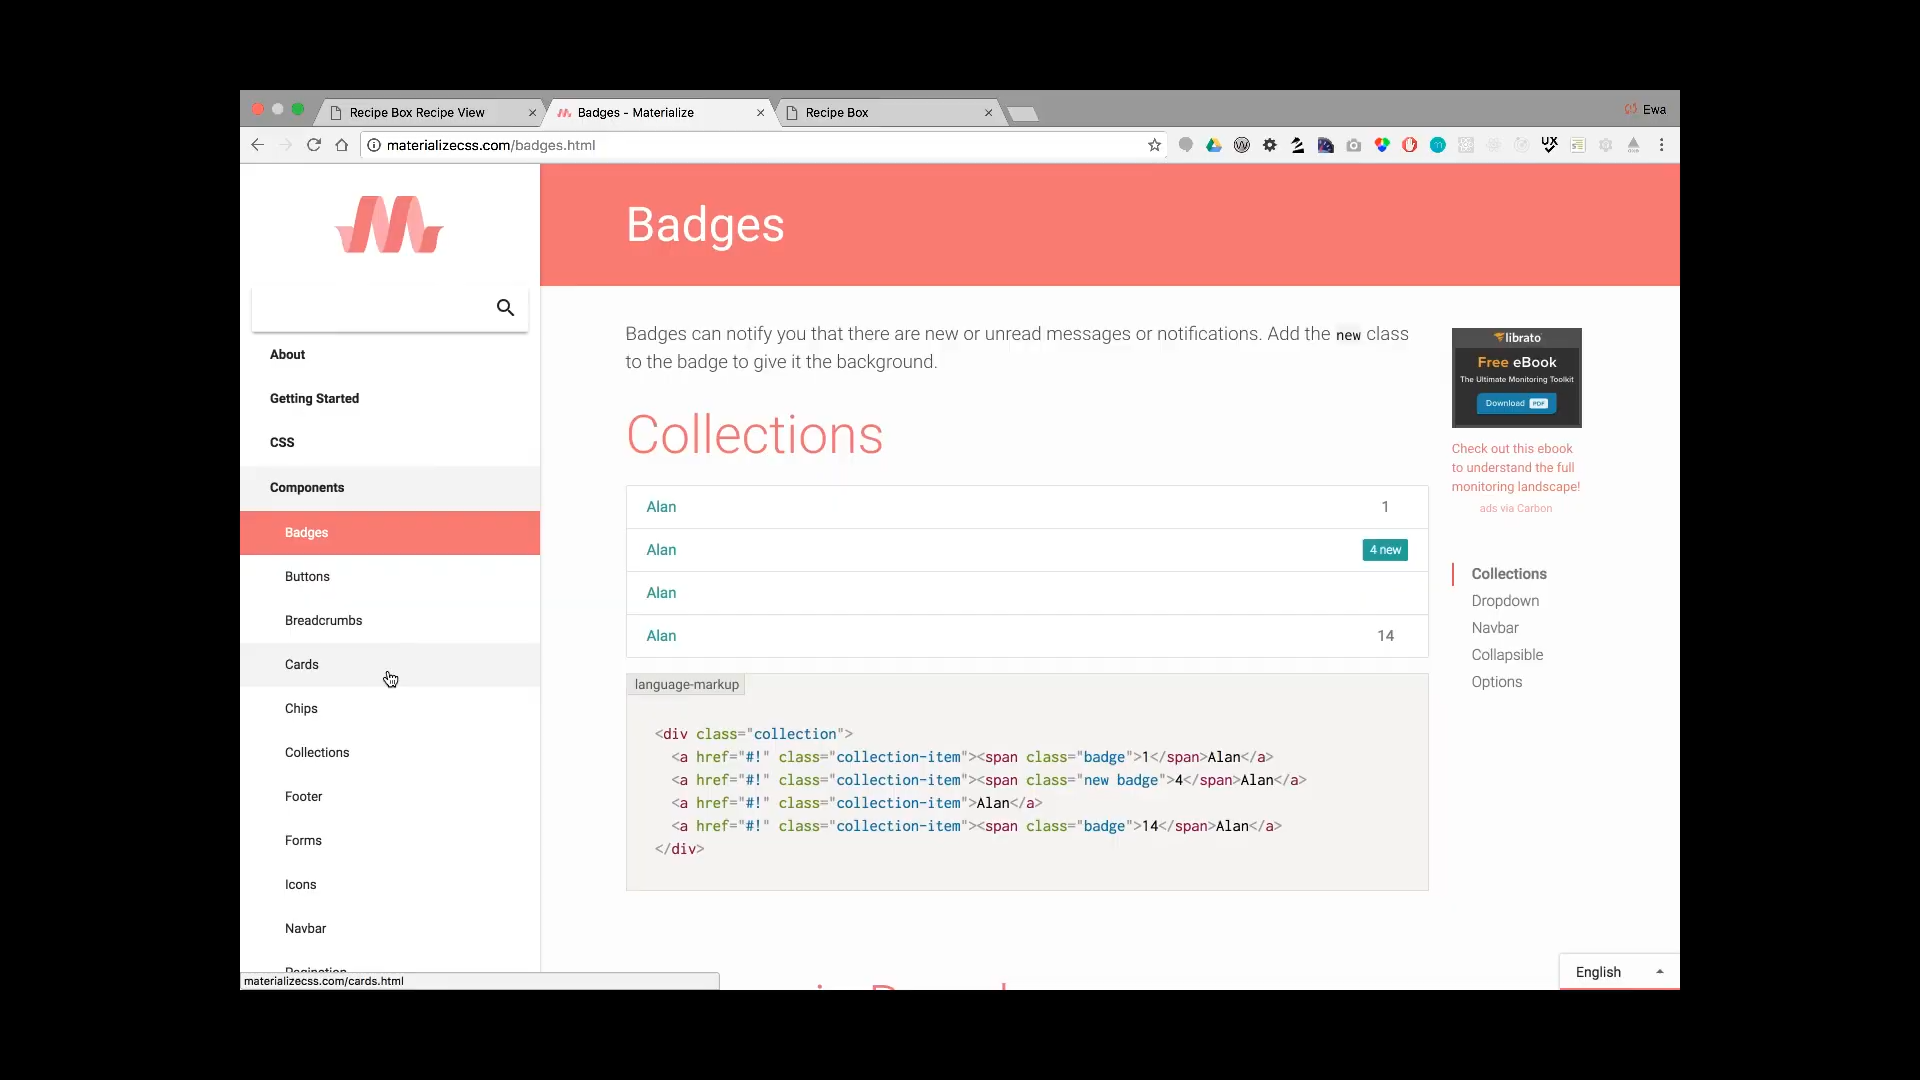 Recipe Box Recipe View
Badges - Materialize
Recipe Box
Ewa
materializecss.com/badges.html
UX
Badges
About
Getting Started
CSS
Components
Badges
Buttons
Breadcrumbs
Cards
Chips
Collections
Footer
Forms
Icons
Navbar
Pagination
materializecss.com/cards.html
Badges can notify you that there are new or unread messages or notifications. Add the new class
to the badge to give it the background.
Collections
Alan 1
Alan 4 new
Alan
Alan 14
language-markup
<div class="collection">
<a href="#!" class="collection-item"><span class="badge">1</span>Alan</a>
<a href="#!" class="collection-item"><span class="new badge">4</span>Alan</a>
<a href="#!" class="collection-item">Alan</a>
<a href="#!" class="collection-item"><span class="badge">14</span>Alan</a>
</div>
librato
Free eBook
The Ultimate Monitoring Toolkit
Download PDF
Check out this ebook
to understand the full
monitoring landscape!
ads via Carbon
Collections
Dropdown
Navbar
Collapsible
Options
English